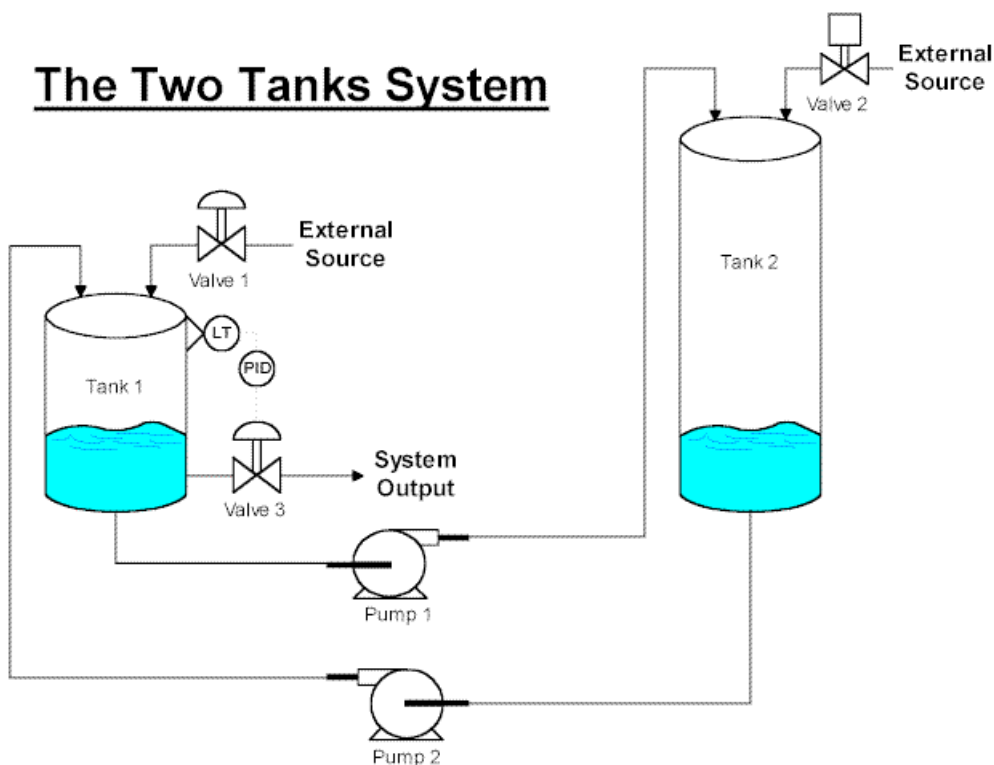 The Two Tanks System
External
Source
Valve 2
External
Source
Valve 1
Tank 2
LT
PID
Tank 1
System
Output
Valve 3
Pump 1
Pump 2